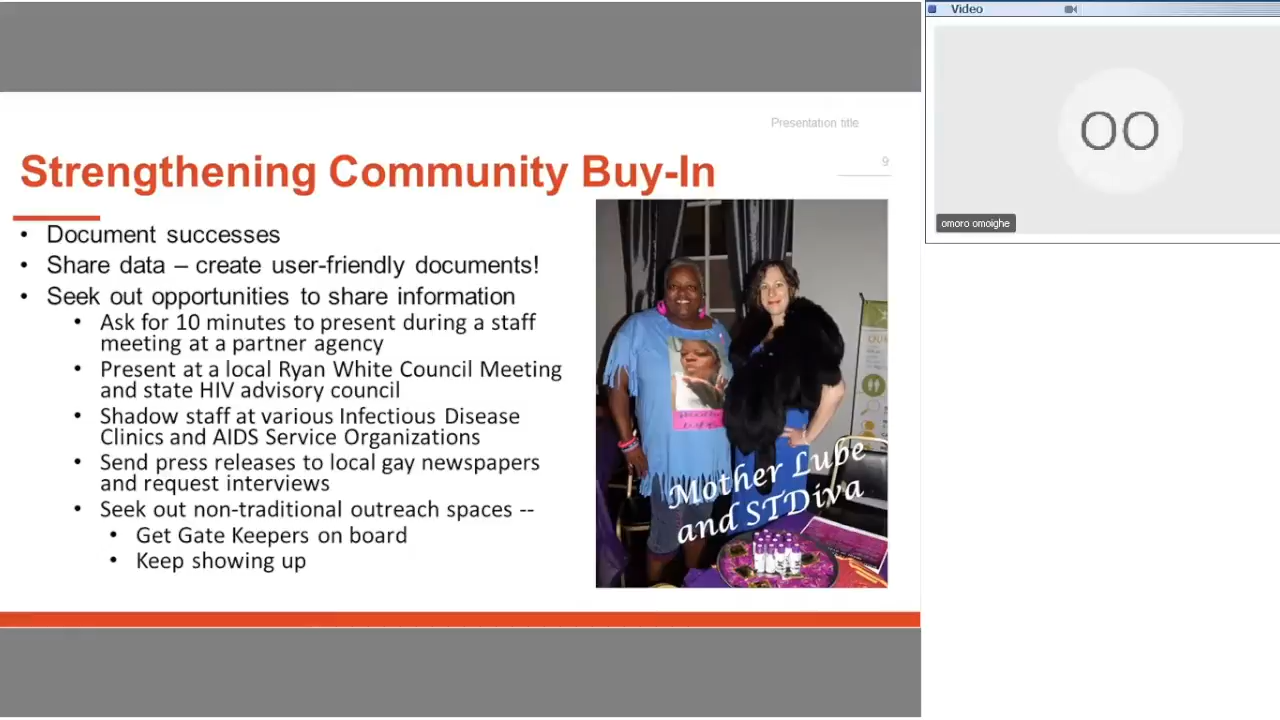 Video
OO
omoro omoighe
Presentation title
9
Strengthening Community Buy-In
• Document successes
• Share data – create user-friendly documents!
• Seek out opportunities to share information
• Ask for 10 minutes to present during a staff
meeting at a partner agency
• Present at a local Ryan White Council Meeting
and state HIV advisory council
• Shadow staff at various Infectious Disease
Clinics and AIDS Service Organizations
• Send press releases to local gay newspapers
and request interviews
• Seek out non-traditional outreach spaces --
• Get Gate Keepers on board
• Keep showing up
Mother Lube
and STDiva